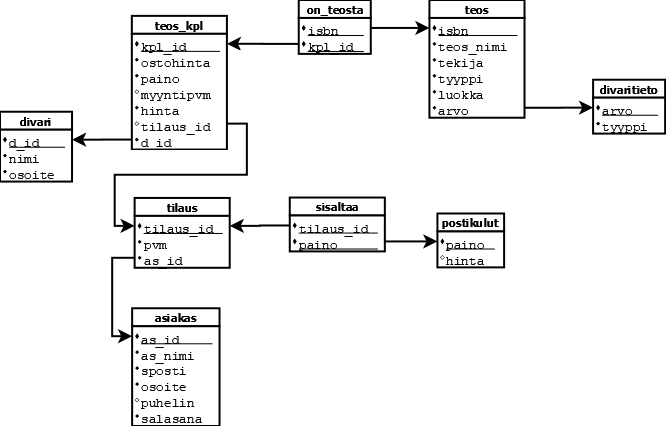 on_teosta
isbn
kpl_id
teos
isbn
teos_nimi
tekija
tyyppi
luokka
arvo
teos_kpl
kpl_id
ostohinta
paino
myyntipvm
hinta
tilaus_id
d_id
divaritieto
arvo
tyyppi
divari
d_id
nimi
osoite
tilaus
tilaus_id
pvm
as_id
sisaltaa
tilaus_id
paino
postikulut
paino
hinta
asiakas
as_id
as_nimi
sposti
osoite
puhelin
salasana